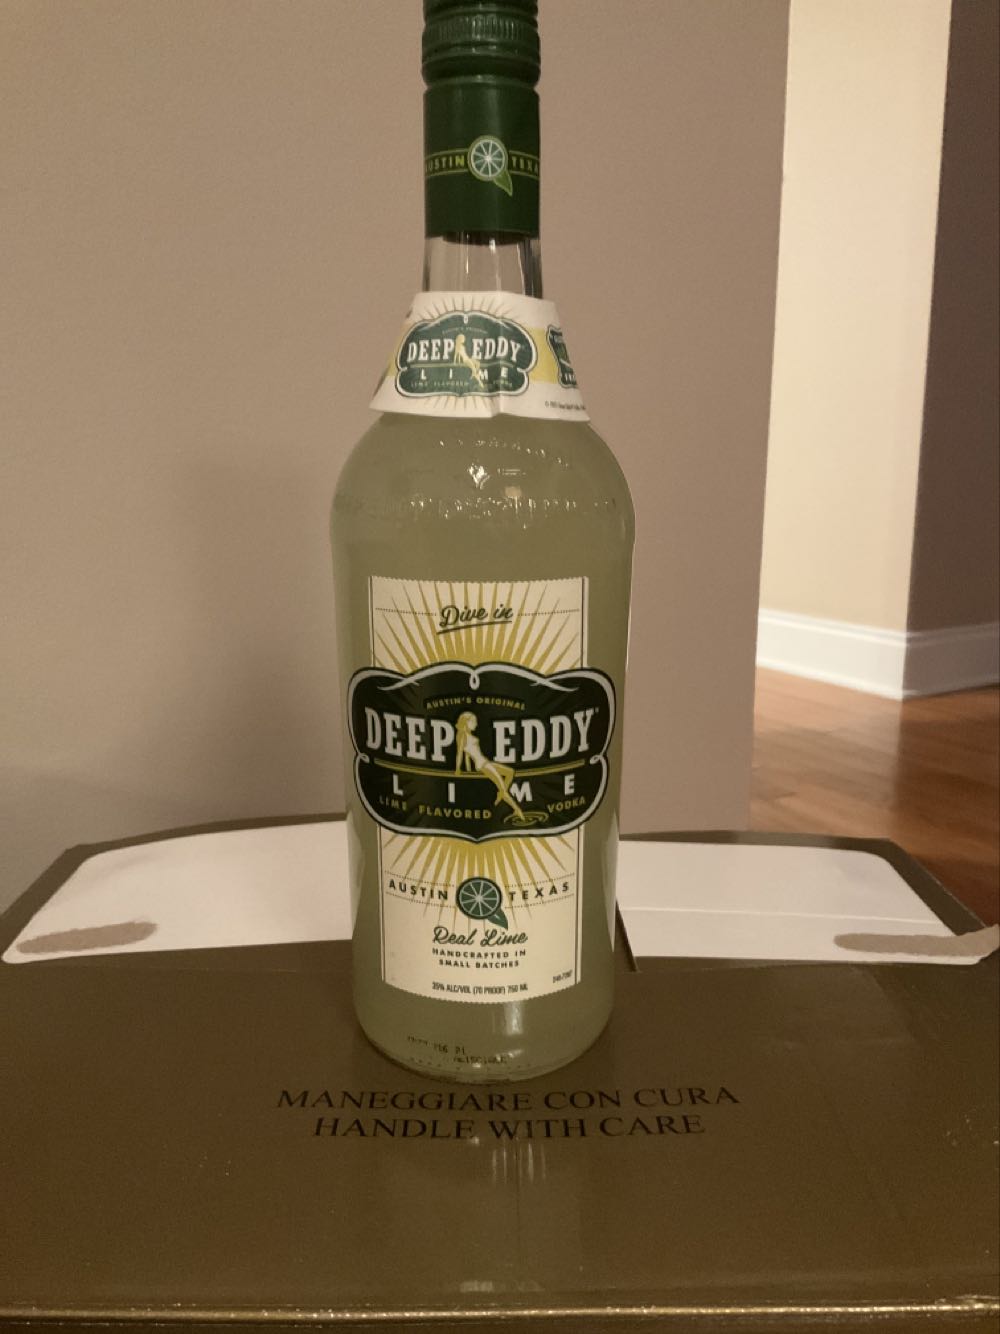 AUSTIN TEXAS
DEEP EDDY
LIME
LIME FLAVORED
Dive in
AUSTIN'S ORIGINAL
DEEP EDDY
LIME
LIME FLAVORED VODKA
AUSTIN TEXAS
Real Lime
HANDCRAFTED IN
SMALL BATCHES
35% ALC/VOL (70 PROOF) 750 ML
MANEGGIARE CON CURA
HANDLE WITH CARE